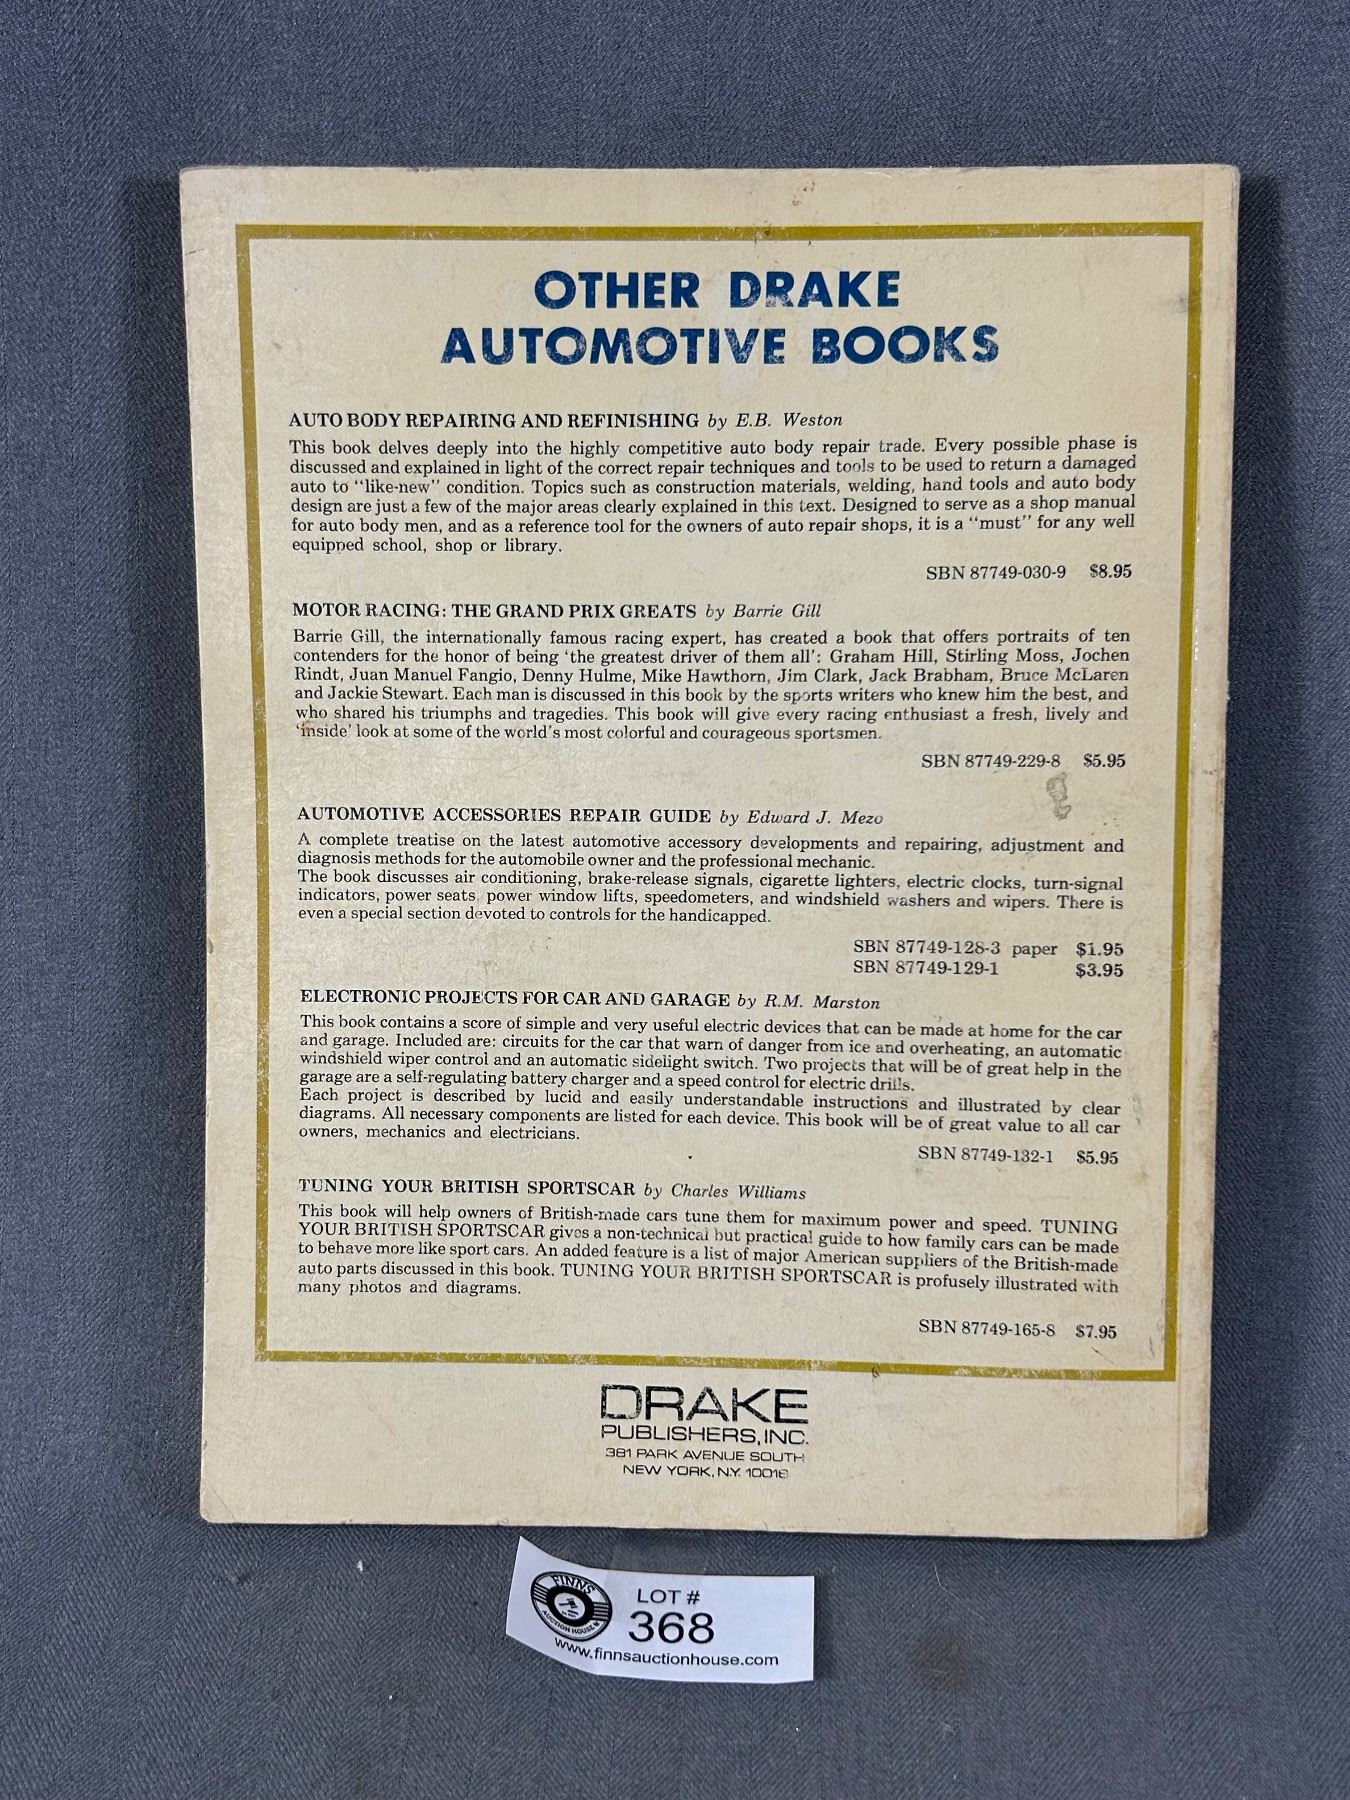 OTHER DRAKE
AUTOMOTIVE BOOKS
AUTO BODY REPAIRING AND REFINISHING by E.B. Weston
This book delves deeply into the highly competitive auto body repair trade. Every possible phase is
discussed and explained in light of the correct repair techniques and tools to be used to return a damaged
auto to "like-new" condition. Topics such as construction materials, welding, hand tools and auto body
design are just a few of the major areas clearly explained in this text. Designed to serve as a shop manual
for auto body men, and as a reference tool for the owners of auto repair shops, it is a "must" for any well
equipped school, shop or library.
SBN 87749-030-9 $8.95
MOTOR RACING: THE GRAND PRIX GREATS by Barrie Gill
Barrie Gill, the internationally famous racing expert, has created a book that offers portraits of ten
contenders for the honor of being 'the greatest driver of them all': Graham Hill, Stirling Moss, Jochen
Rindt, Juan Manuel Fangio, Denny Hulme, Mike Hawthorn, Jim Clark, Jack Brabham, Bruce McLaren
and Jackie Stewart. Each man is discussed in this book by the sports writers who knew him the best, and
who shared his triumphs and tragedies. This book will give every racing enthusiast a fresh, lively and
'inside' look at some of the world's most colorful and courageous sportsmen.
SBN 87749-229-8 $5.95
AUTOMOTIVE ACCESSORIES REPAIR GUIDE by Edward J. Mezo
A complete treatise on the latest automotive accessory developments and repairing, adjustment and
diagnosis methods for the automobile owner and the professional mechanic.
The book discusses air conditioning, brake-release signals, cigarette lighters, electric clocks, turn-signal
indicators, power seats, power window lifts, speedometers, and windshield washers and wipers. There is
even a special section devoted to controls for the handicapped.
SBN 87749-128-3 paper $1.95
SBN 87749-129-1 $3.95
ELECTRONIC PROJECTS FOR CAR AND GARAGE by R.M. Marston
This book contains a score of simple and very useful electric devices that can be made at home for the car
and garage. Included are: circuits for the car that warn of danger from ice and overheating, an automatic
windshield wiper control and an automatic sidelight switch. Two projects that will be of great help in the
garage are a self-regulating battery charger and a speed control for electric drills.
Each project is described by lucid and easily understandable instructions and illustrated by clear
diagrams. All necessary components are listed for each device. This book will be of great value to all car
owners, mechanics and electricians.
SBN 87749-132-1 $5.95
TUNING YOUR BRITISH SPORTSCAR by Charles Williams
This book will help owners of British-made cars tune them for maximum power and speed. TUNING
YOUR BRITISH SPORTSCAR gives a non-technical but practical guide to how family cars can be made
to behave more like sport cars. An added feature is a list of major American suppliers of the British-made
auto parts discussed in this book. TUNING YOUR BRITISH SPORTSCAR is profusely illustrated with
many photos and diagrams.
SBN 87749-165-8 $7.95
DRAKE
PUBLISHERS, INC.
381 PARK AVENUE SOUTH
NEW YORK, N.Y. 10016
FINNS
AUCTION HOUSE
LOT #
368
www.finnsauctionhouse.com